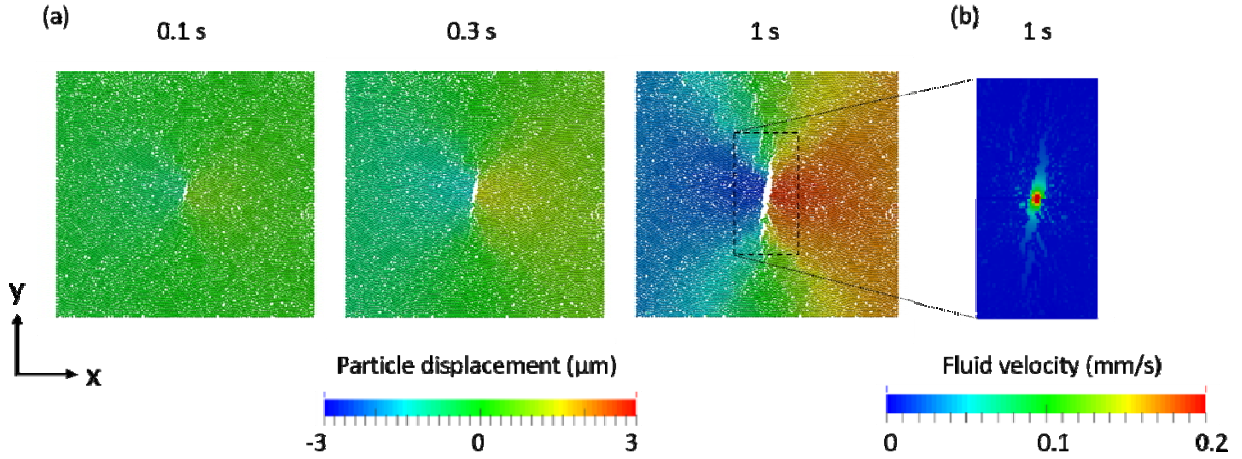 (a)
0.1 s
0.3 s
1 s
(b)
1 s
y
x
Particle displacement (μm)
-3
0
3
Fluid velocity (mm/s)
0
0.1
0.2